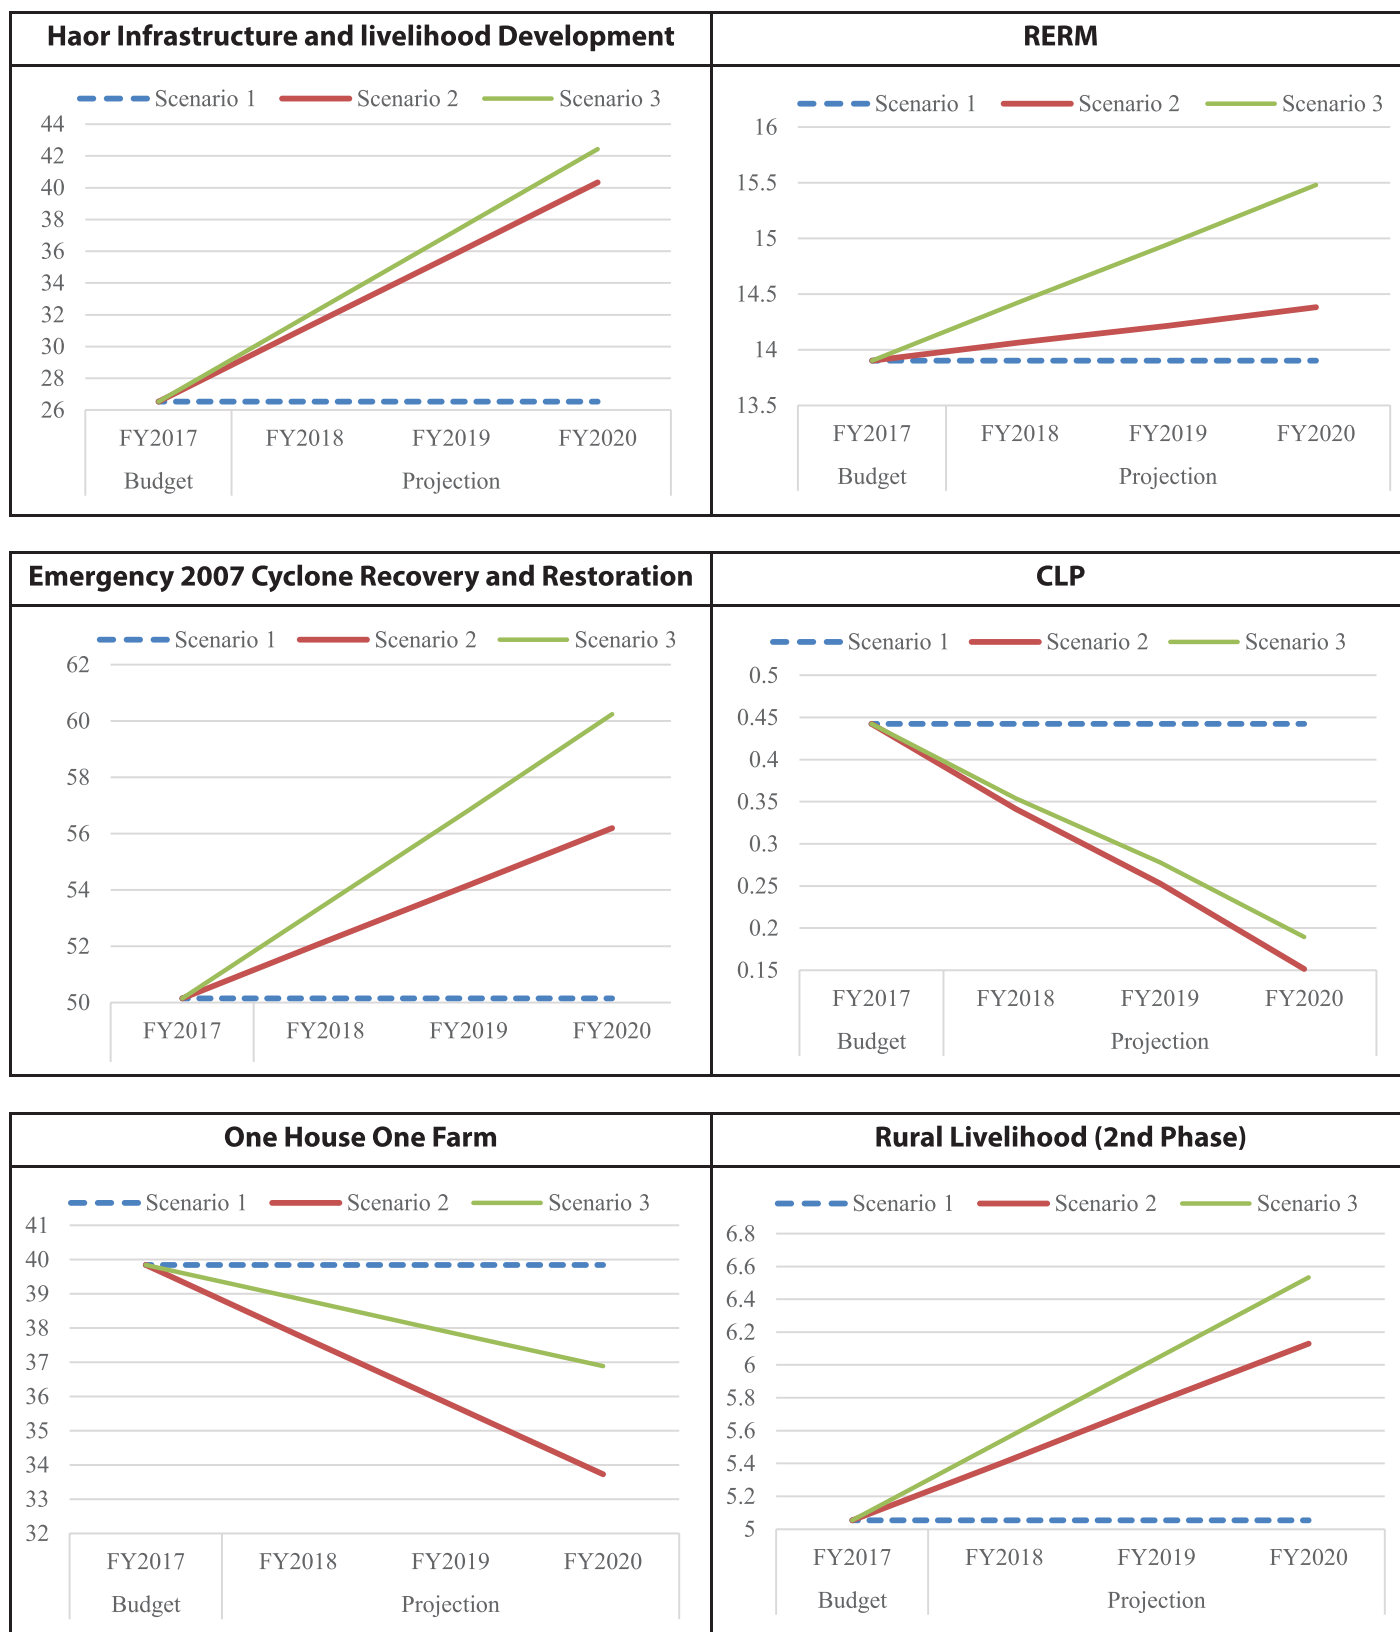 Haor Infrastructure and livelihood Development
Scenario 1 Scenario 2 Scenario 3
44
42
40
38
36
34
32
30
28
26
FY2017 FY2018 FY2019 FY2020
Budget Projection
RERM
Scenario 1 Scenario 2 Scenario 3
16
15.5
15
14.5
14
13.5
FY2017 FY2018 FY2019 FY2020
Budget Projection
Emergency 2007 Cyclone Recovery and Restoration
Scenario 1 Scenario 2 Scenario 3
62
60
58
56
54
52
50
FY2017 FY2018 FY2019 FY2020
CLP
Scenario 1 Scenario 2 Scenario 3
0.5
0.45
0.4
0.35
0.3
0.25
0.2
0.15
FY2017 FY2018 FY2019 FY2020
Budget Projection
One House One Farm
Scenario 1 Scenario 2 Scenario 3
41
40
39
38
37
36
35
34
33
32
FY2017 FY2018 FY2019 FY2020
Budget Projection
Rural Livelihood (2nd Phase)
Scenario 1 Scenario 2 Scenario 3
6.8
6.6
6.4
6.2
6
5.8
5.6
5.4
5.2
5
FY2017 FY2018 FY2019 FY2020
Budget Projection